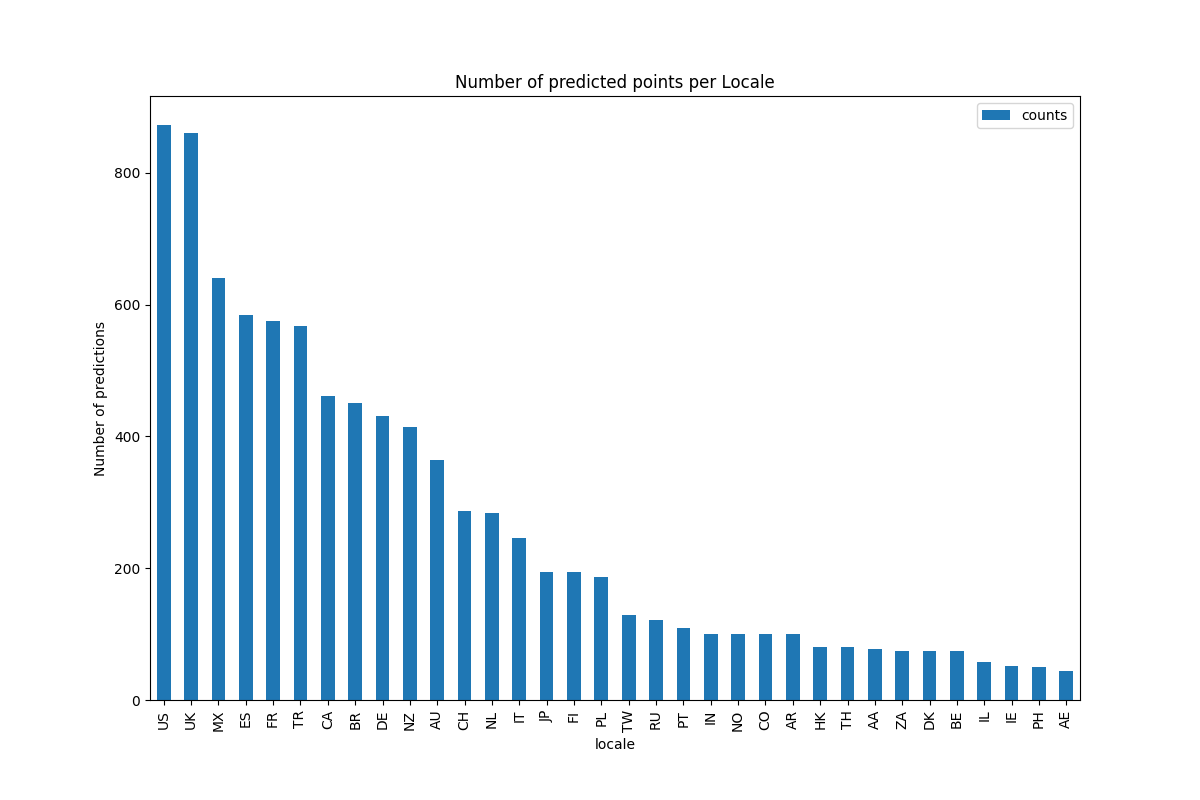 Number of predicted points per Locale
counts
Number of predictions
800
600
400
200
0
US UK MX ES FR TR CA BR DE NZ AU CH NL IT JP FI PL TW RU PT IN NO CO AR HK TH AA ZA DK BE IL IE PH AE
locale